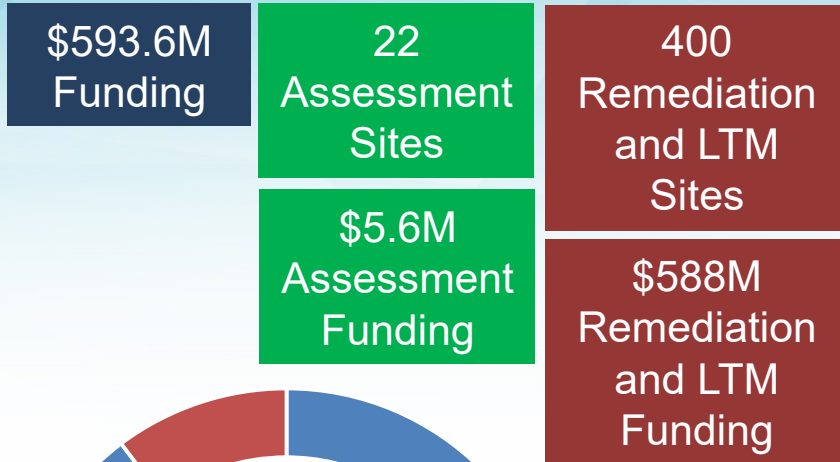 $593.6M
Funding
22
Assessment
Sites
$5.6M
Assessment
Funding
400
Remediation
and LTM
Sites
$588M
Remediation
and LTM
Funding